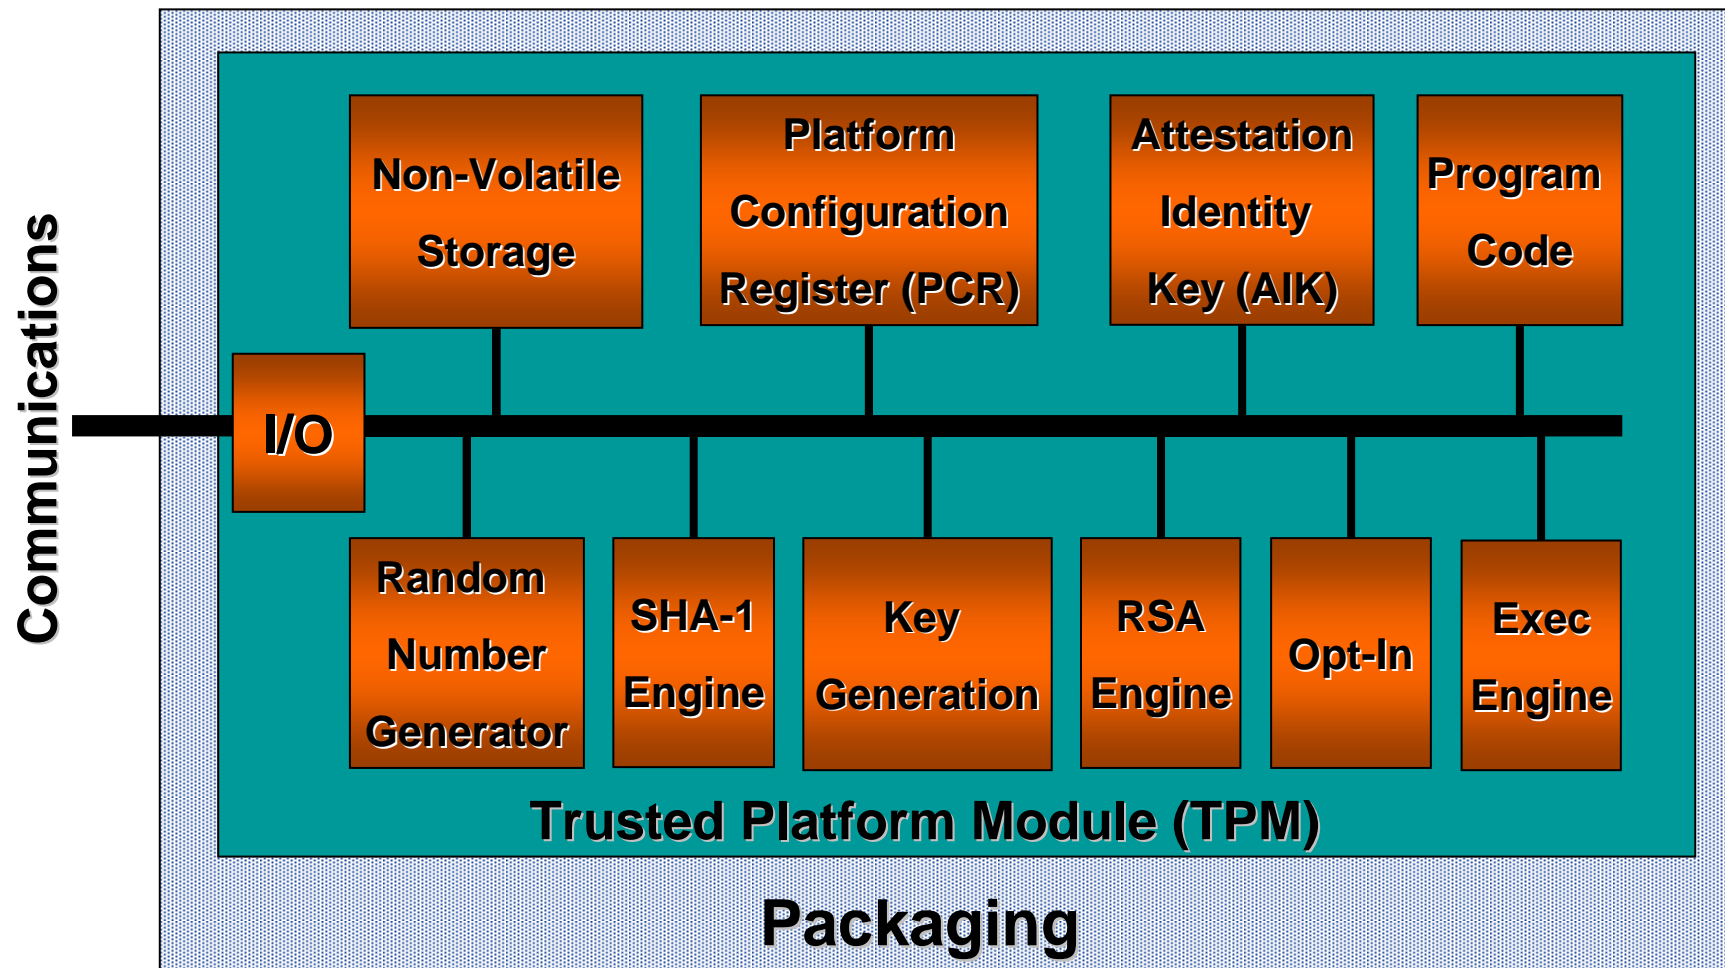 Communications
Non-Volatile
Storage
Platform
Configuration
Register (PCR)
Attestation
Identity
Key (AIK)
Program
Code
I/O
Random
Number
Generator
SHA-1
Engine
Key
Generation
RSA
Engine
Opt-In
Exec
Engine
Trusted Platform Module (TPM)
Packaging